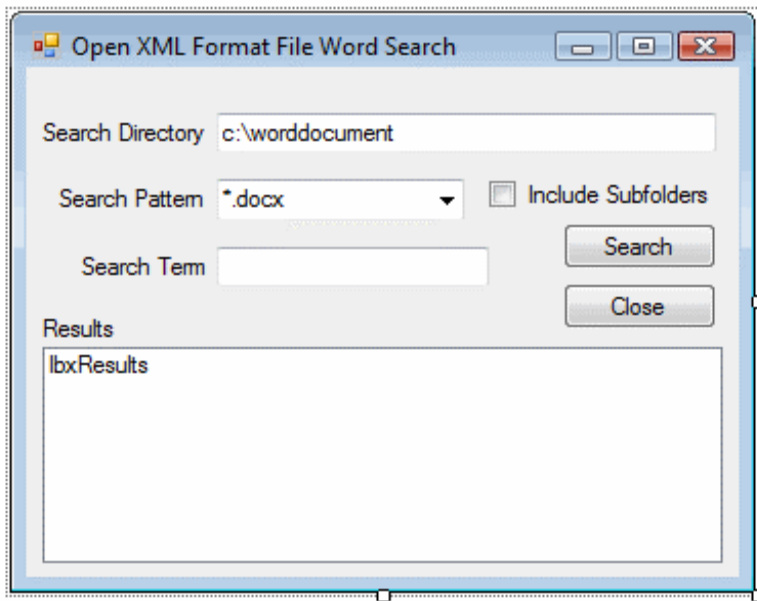 Open XML Format File Word Search
Search Directory c:\worddocument
Search Pattern *.docx Include Subfolders
Search
Search Term
Close
Results
lbxResults